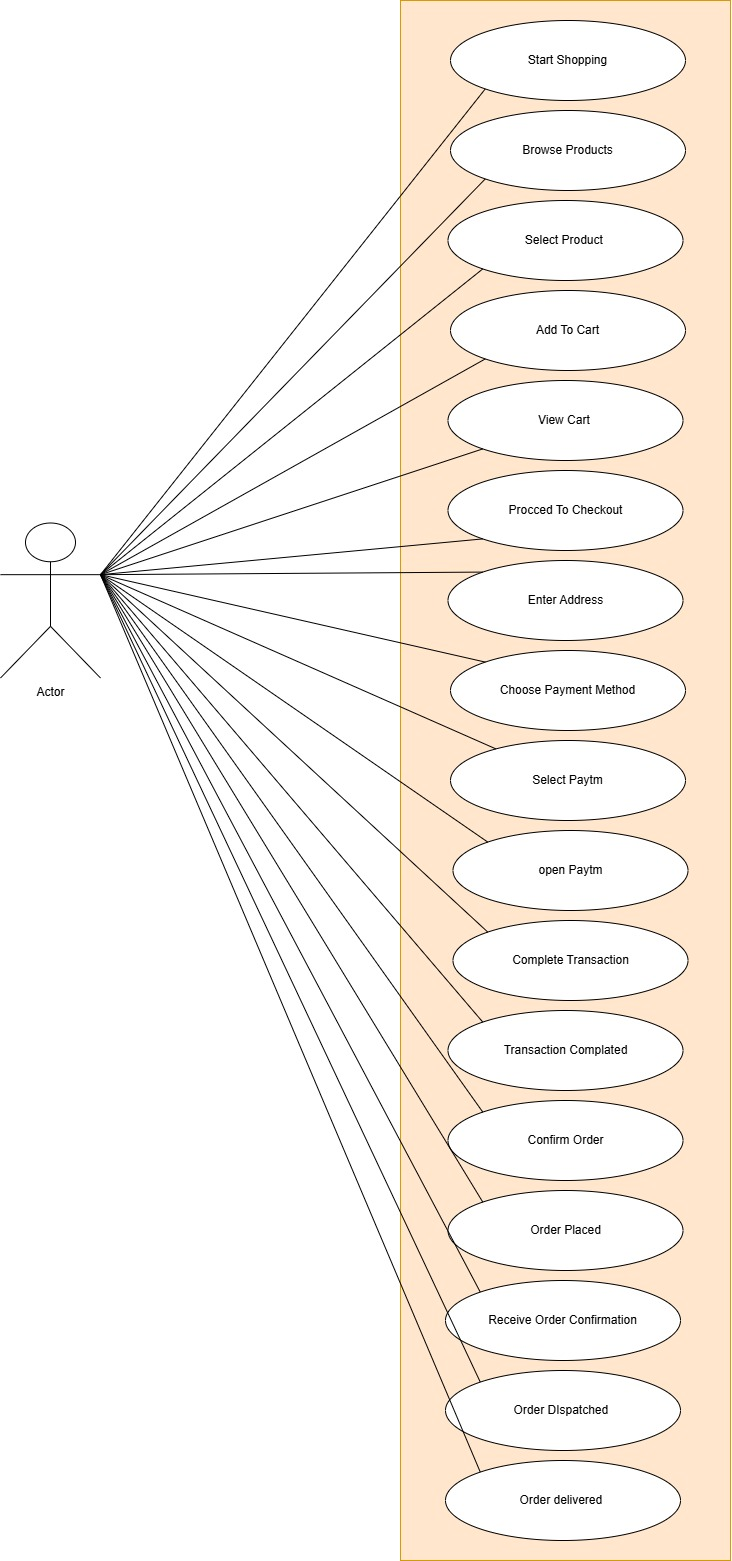 Start Shopping
Browse Products
Select Product
Add To Cart
View Cart
Procced To Checkout
Enter Address
Choose Payment Method
Select Paytm
open Paytm
Complete Transaction
Transaction Complated
Confirm Order
Order Placed
Receive Order Confirmation
Order DIspatched
Order delivered
Actor